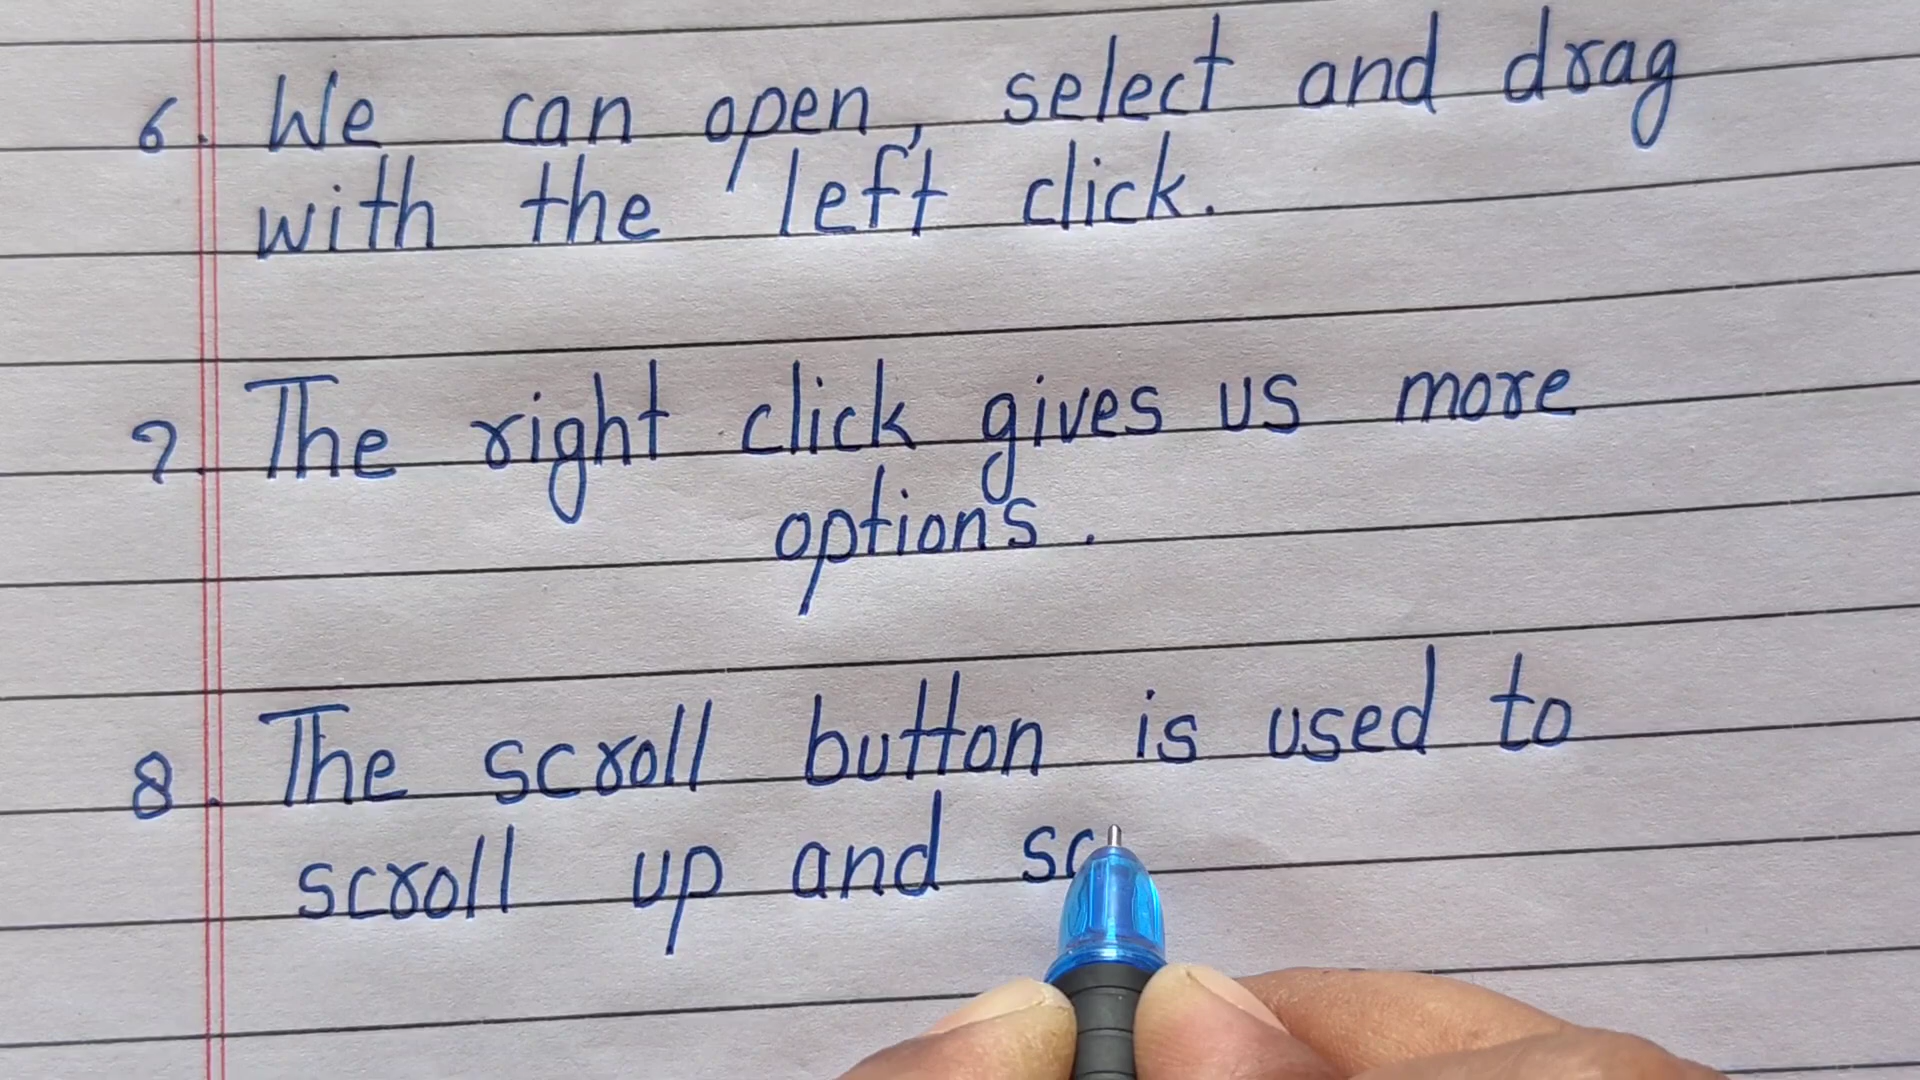 6. We can open, select and drag
with the left click.
7. The right click gives us more
options.
8. The scroll button is used to
scroll up and sc